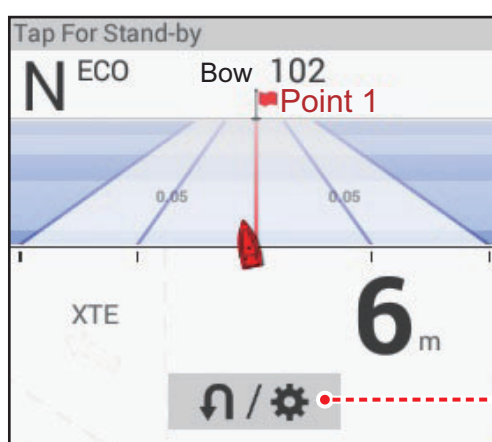 Tap For Stand-by
N ECO Bow 102
Point 1
0.05 0.05
XTE 6 m
/